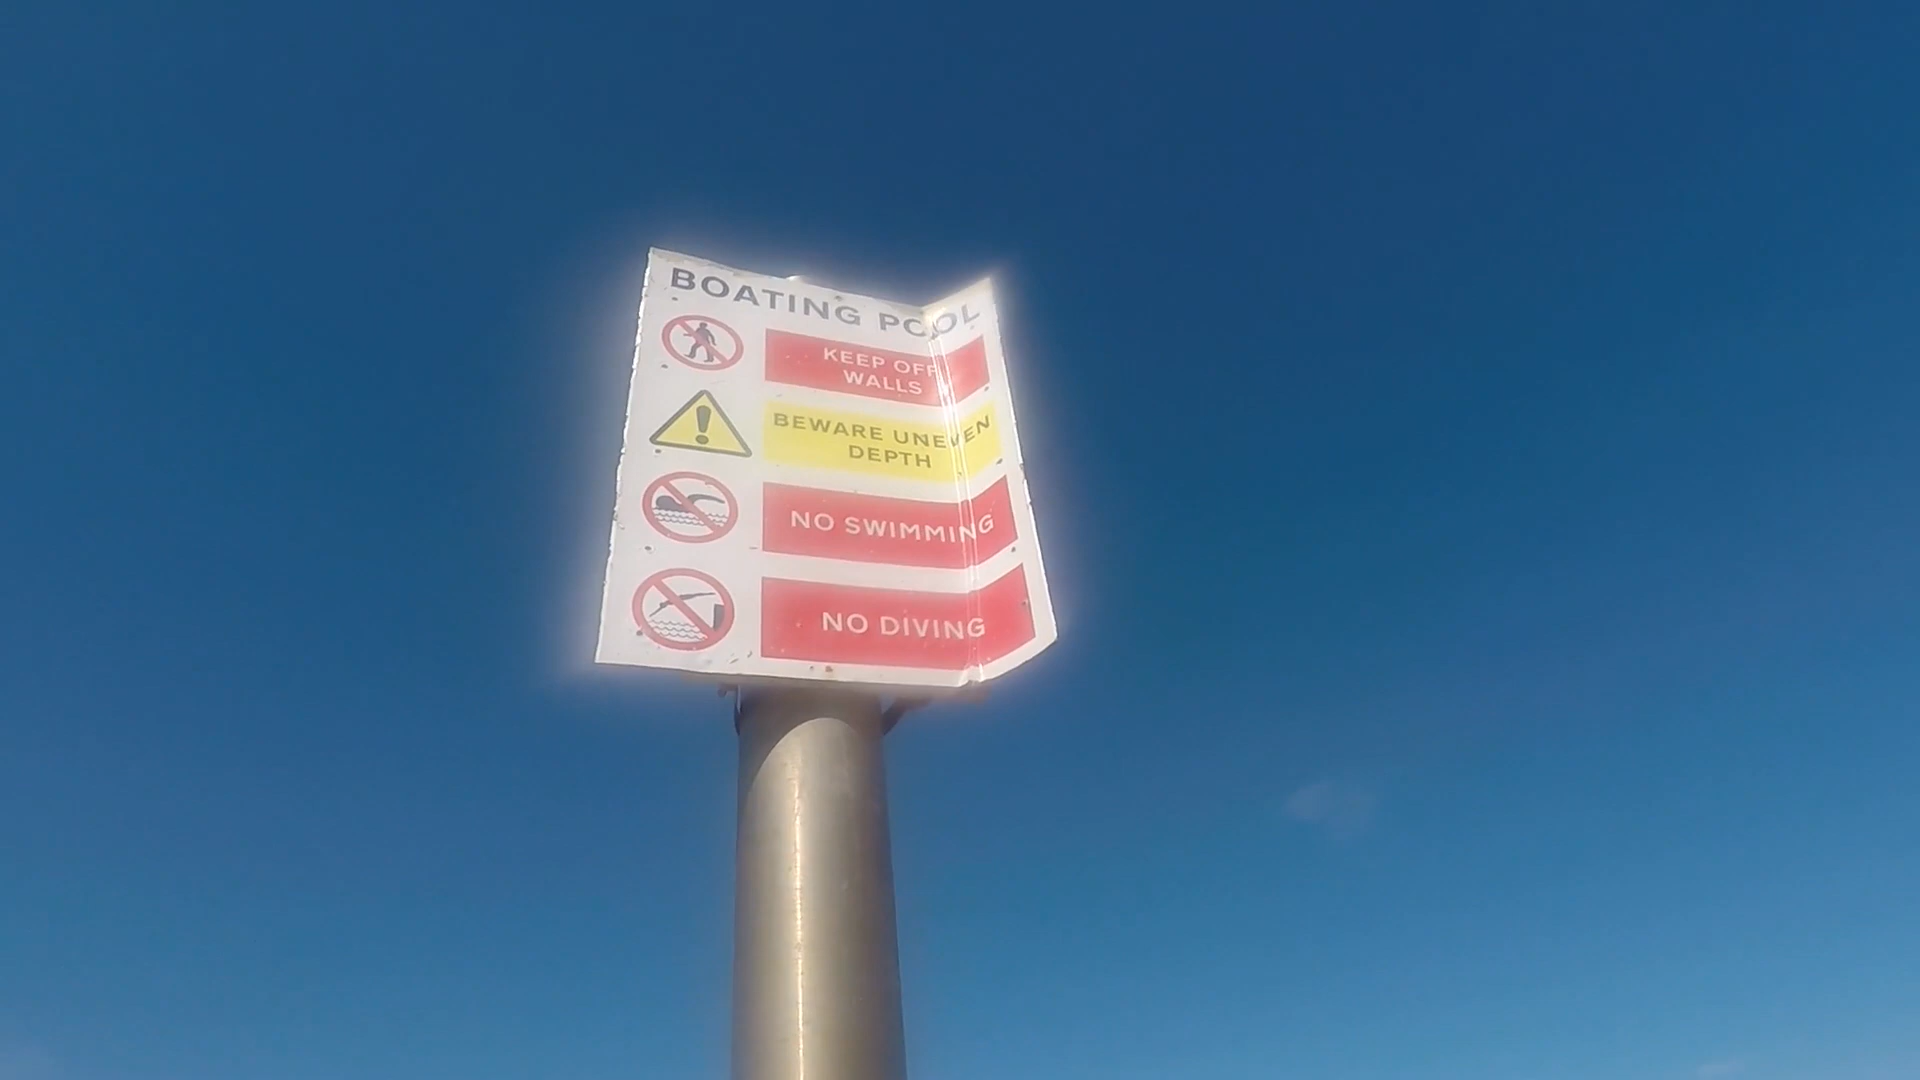 BOATING POOL
KEEP OFF
WALLS
BEWARE UNEVEN
DEPTH
NO SWIMMING
NO DIVING